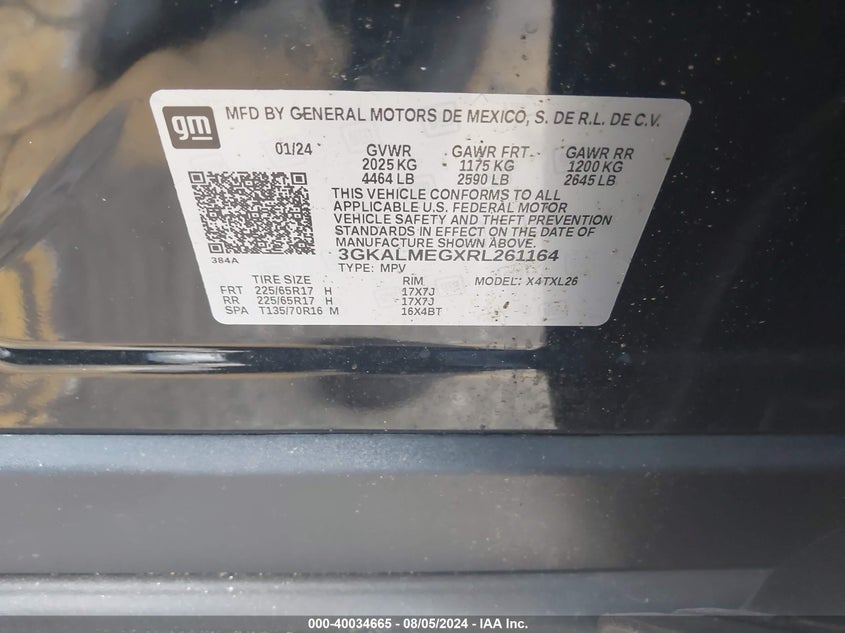 gm
MFD BY GENERAL MOTORS DE MEXICO, S. DE R.L. DE C.V.
01/24 GVWR GAWR FRT GAWR RR
2025 KG 1175 KG 1200 KG
4464 LB 2590 LB 2645 LB
THIS VEHICLE CONFORMS TO ALL
APPLICABLE U.S. FEDERAL MOTOR
VEHICLE SAFETY AND THEFT PREVENTION
STANDARDS IN EFFECT ON THE DATE OF
MANUFACTURE SHOWN ABOVE.
384A
3GKALMEGXRL261164
TYPE: MPV MODEL: X4TXL26
TIRE SIZE RIM
FRT 225/65R17 H 17X7J
RR 225/65R17 H 17X7J
SPA T135/70R16 M 16X4BT
000-40034665 - 08/05/2024 - IAA Inc.